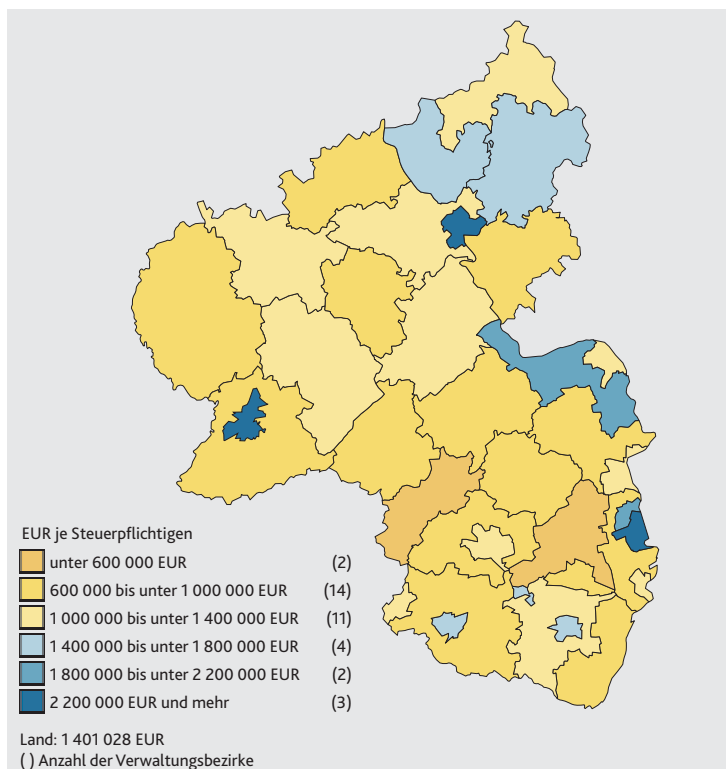 EUR je Steuerpflichtigen
unter 600 000 EUR (2)
600 000 bis unter 1 000 000 EUR (14)
1 000 000 bis unter 1 400 000 EUR (11)
1 400 000 bis unter 1 800 000 EUR (4)
1 800 000 bis unter 2 200 000 EUR (2)
2 200 000 EUR und mehr (3)
Land: 1 401 028 EUR
( ) Anzahl der Verwaltungsbezirke